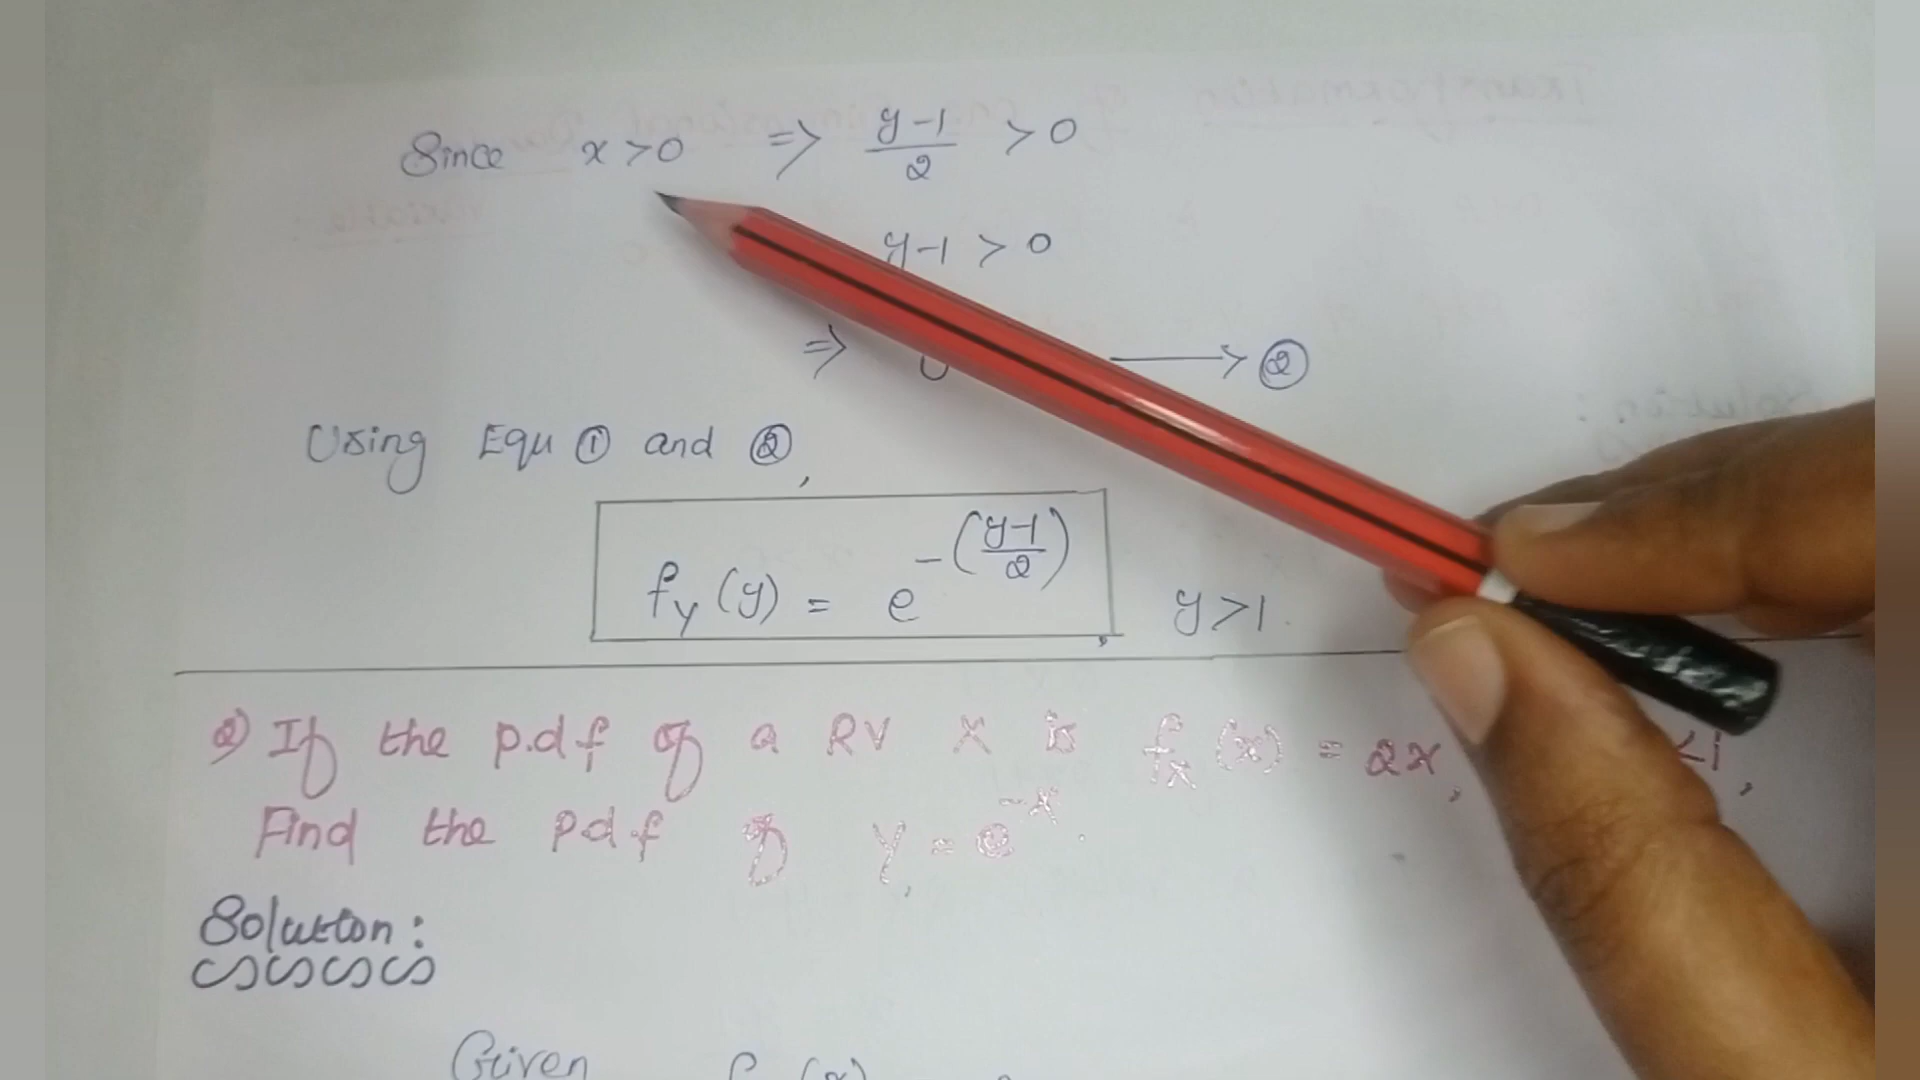 Since x > 0 ⇒ (y-1)/2 > 0
y-1 > 0
⇒ ⟶ ②
Using Equ ① and ②,
f_Y(y) = e^{-((y-1)/2)}, y > 1.
2) If the p.d.f of a RV X is f_X(x) = 2x, <1,
Find the p.d.f of Y = e^{-x}.
Solution:
Given